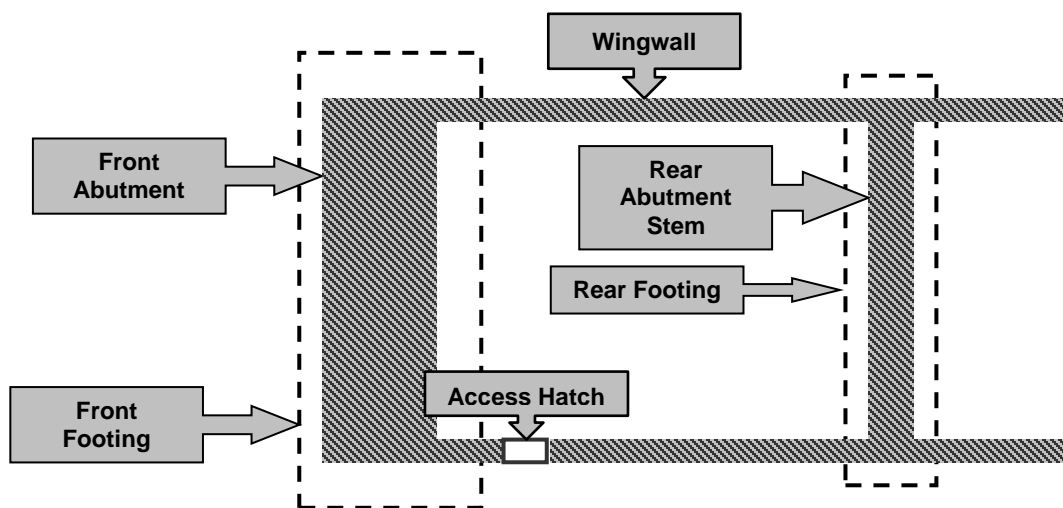 Wingwall
Front
Abutment
Rear
Abutment
Stem
Rear Footing
Access Hatch
Front
Footing